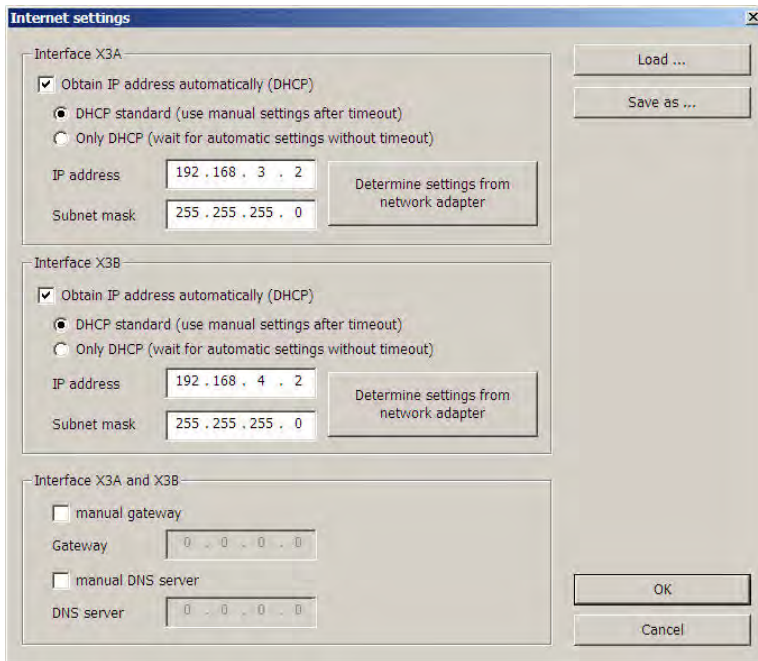 Internet settings
Interface X3A
Obtain IP address automatically (DHCP)
DHCP standard (use manual settings after timeout)
Only DHCP (wait for automatic settings without timeout)
IP address 192 . 168 . 3 . 2
Subnet mask 255 . 255 . 255 . 0
Determine settings from
network adapter
Interface X3B
Obtain IP address automatically (DHCP)
DHCP standard (use manual settings after timeout)
Only DHCP (wait for automatic settings without timeout)
IP address 192 . 168 . 4 . 2
Subnet mask 255 . 255 . 255 . 0
Determine settings from
network adapter
Interface X3A and X3B
manual gateway
Gateway 0 . 0 . 0 . 0
manual DNS server
DNS server 0 . 0 . 0 . 0
Load ...
Save as ...
OK
Cancel